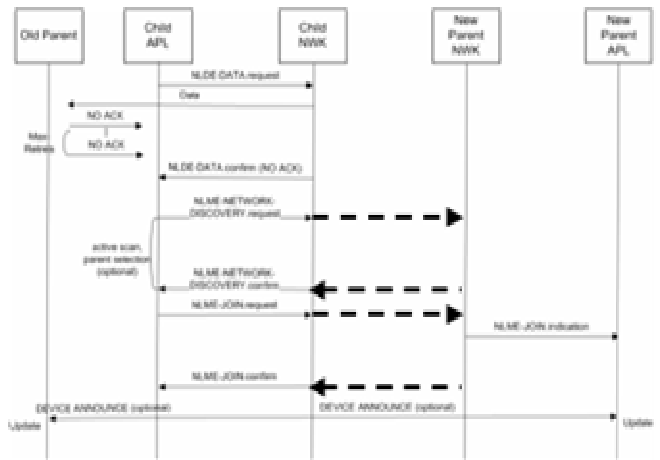 Old Parent
Child
APL
Child
NWK
New
Parent
NWK
New
Parent
APL
NLDE-DATA.request
Data
NO ACK
Max
Retries
NO ACK
NLDE-DATA.confirm (NO ACK)
NLME-NETWORK-
DISCOVERY.request
active scan,
parent selection
(optional)
NLME-NETWORK-
DISCOVERY.confirm
NLME-JOIN.request
NLME-JOIN.indication
NLME-JOIN.confirm
DEVICE ANNOUNCE (optional)
DEVICE ANNOUNCE (optional)
Update
Update